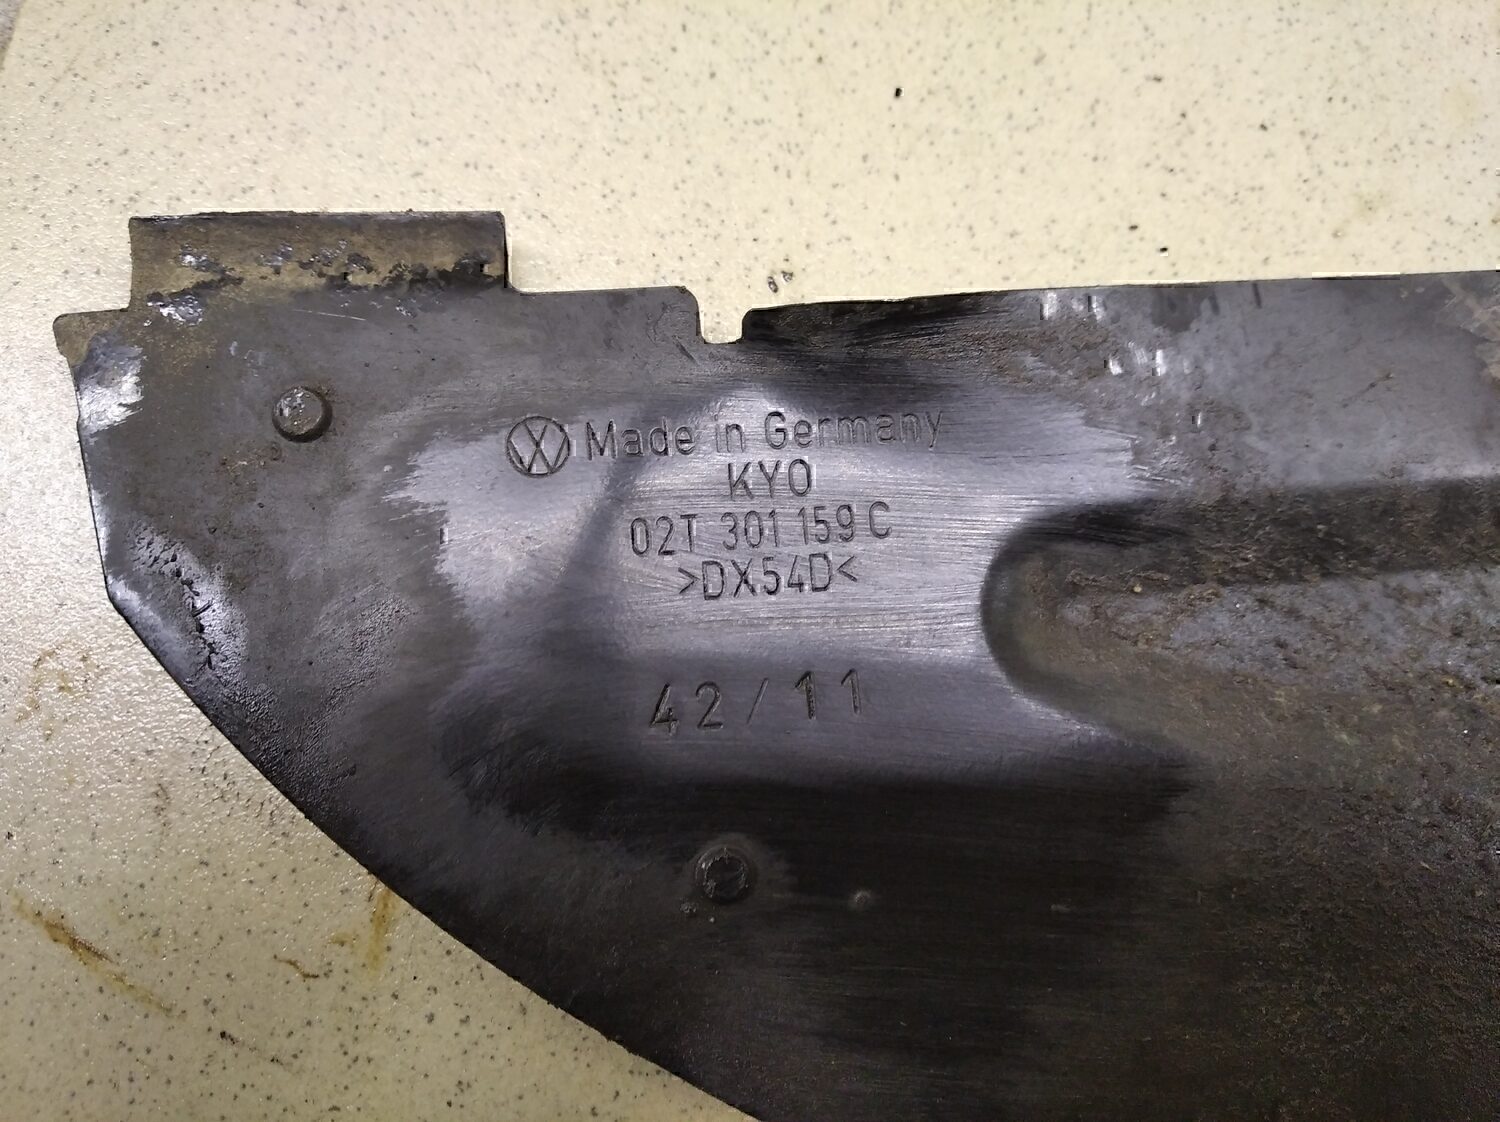 Made in Germany
KYO
02T 301 159 C
>DX54D<
42/11